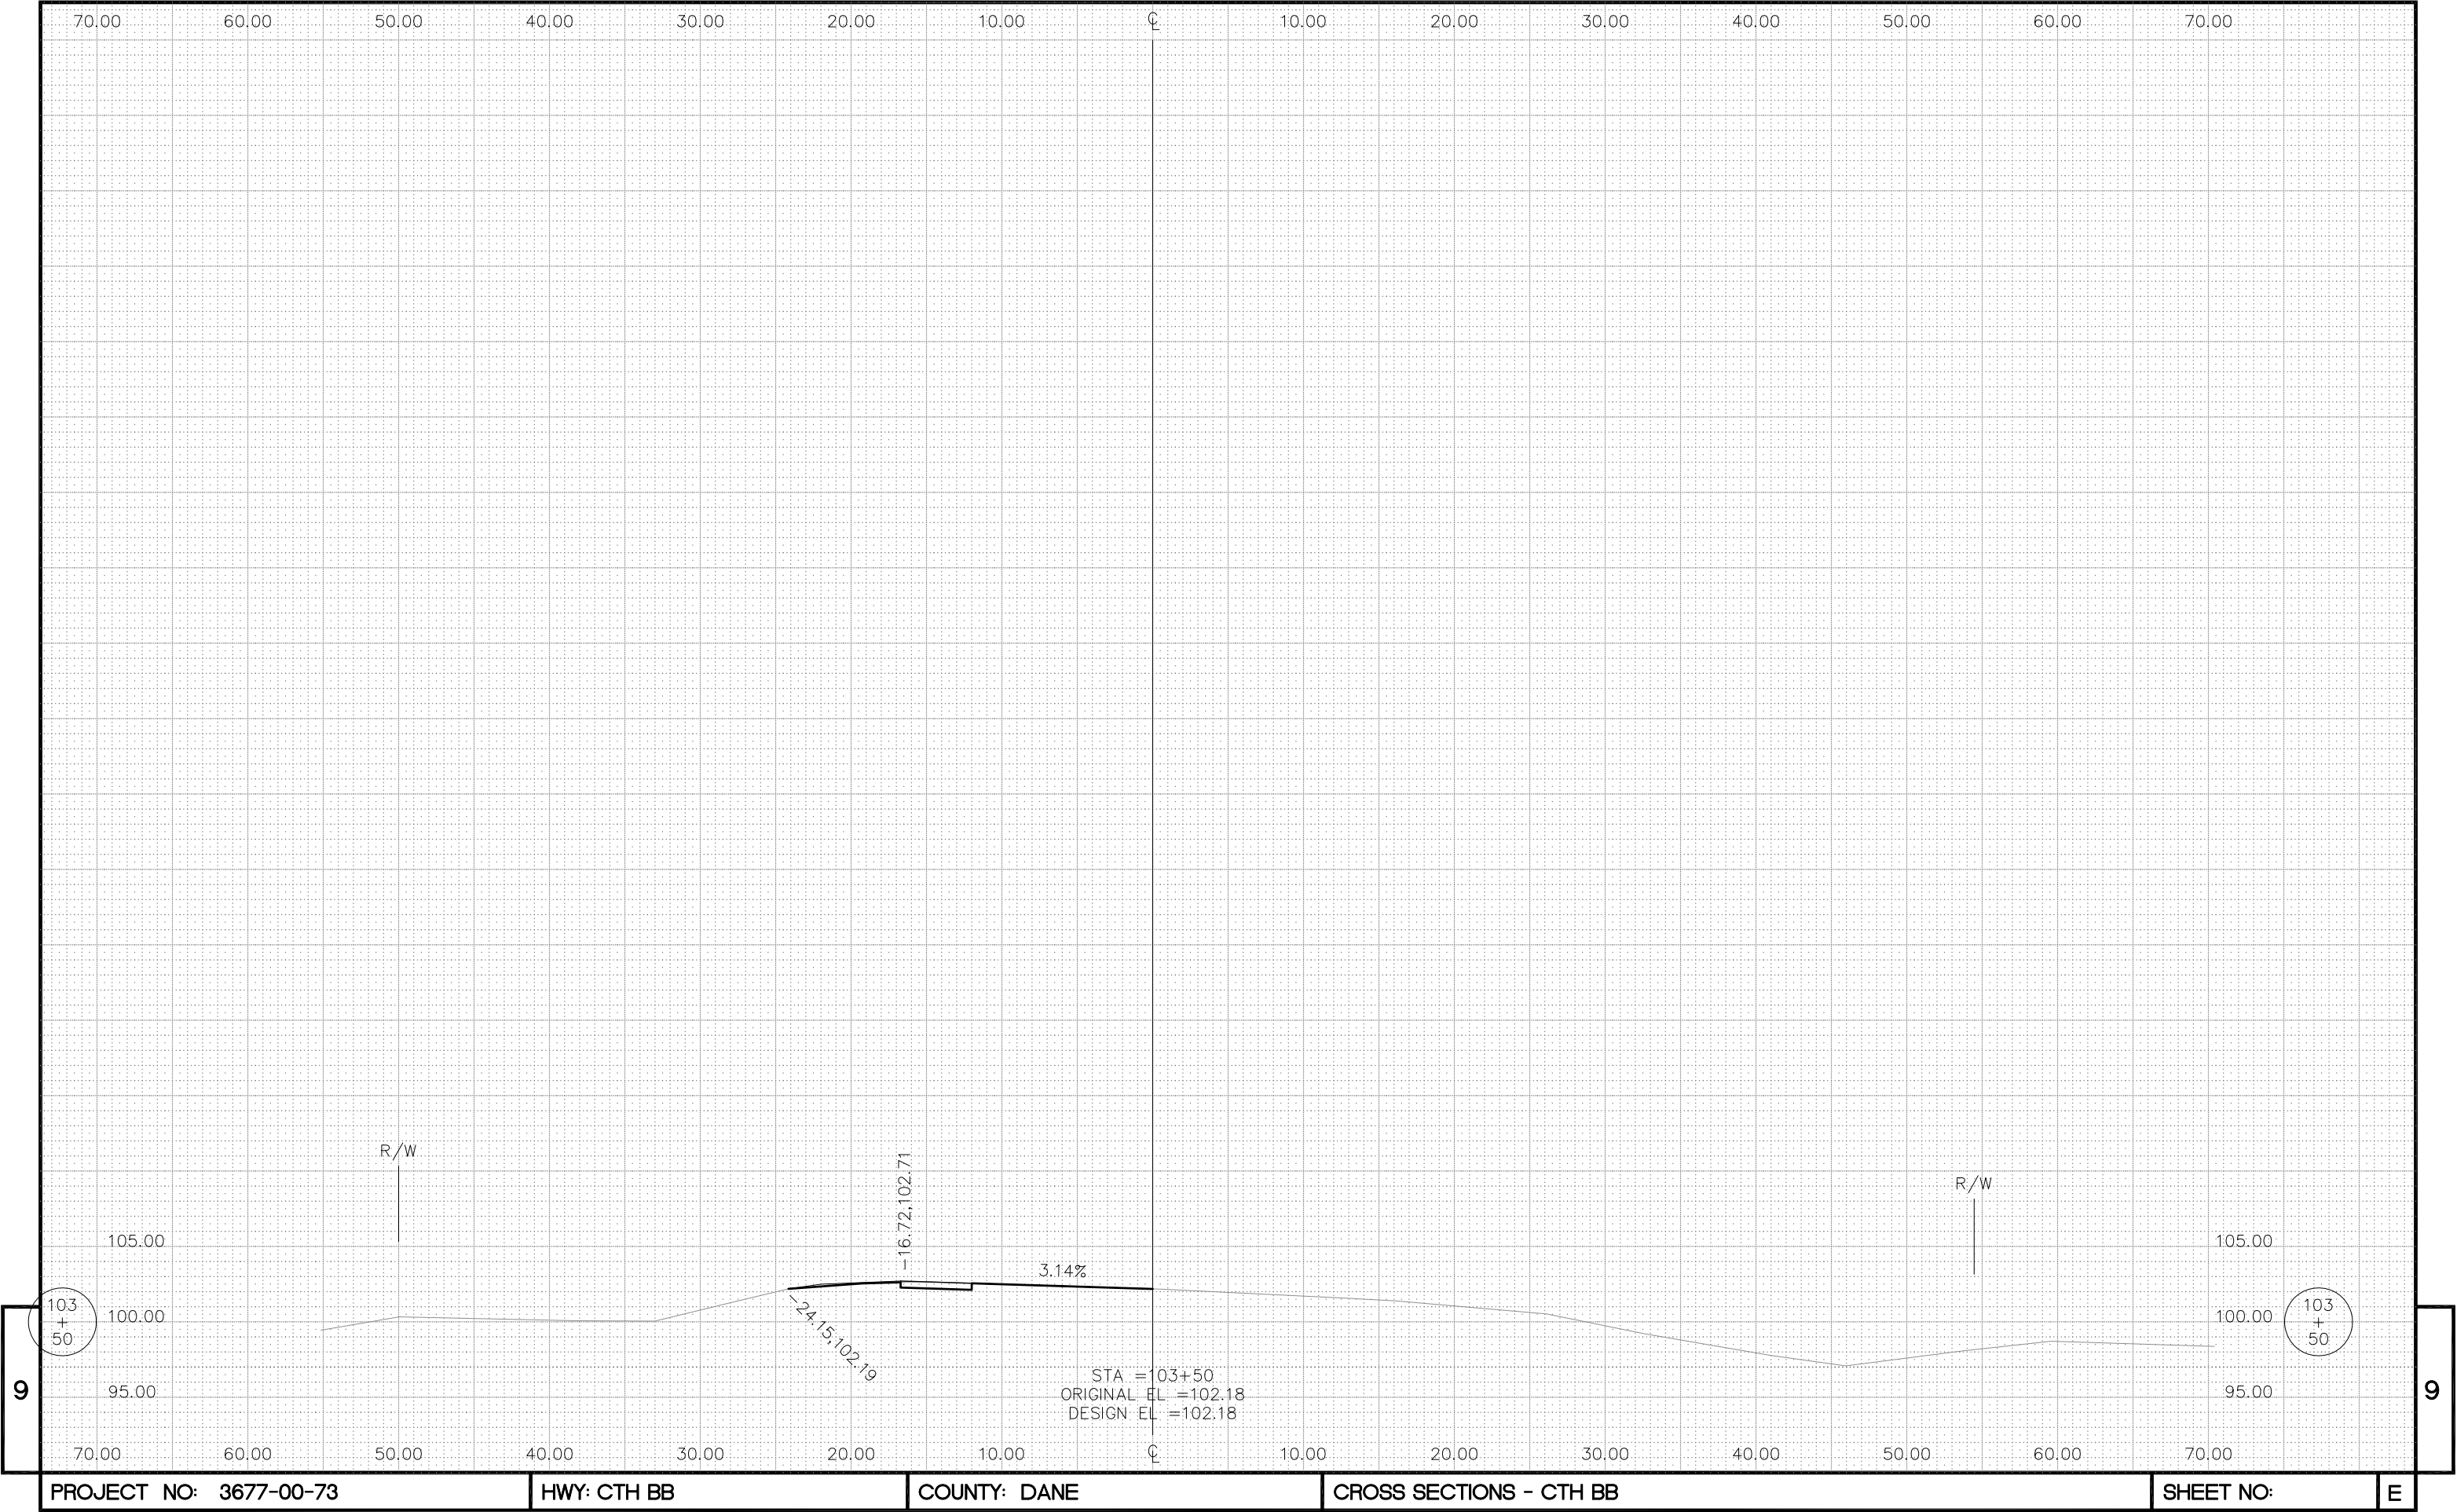 70.00 60.00 50.00 40.00 30.00 20.00 10.00 ℄ 10.00 20.00 30.00 40.00 50.00 60.00 70.00
R/W
-16.72,102.71
R/W
105.00 105.00
3.14%
103
+
50
100.00 100.00
103
+
50
-24.15,102.19
STA =103+50
ORIGINAL EL =102.18
DESIGN EL =102.18
95.00 95.00
9 9
70.00 60.00 50.00 40.00 30.00 20.00 10.00 ℄ 10.00 20.00 30.00 40.00 50.00 60.00 70.00
PROJECT NO: 3677-00-73 HWY: CTH BB COUNTY: DANE CROSS SECTIONS - CTH BB SHEET NO: E